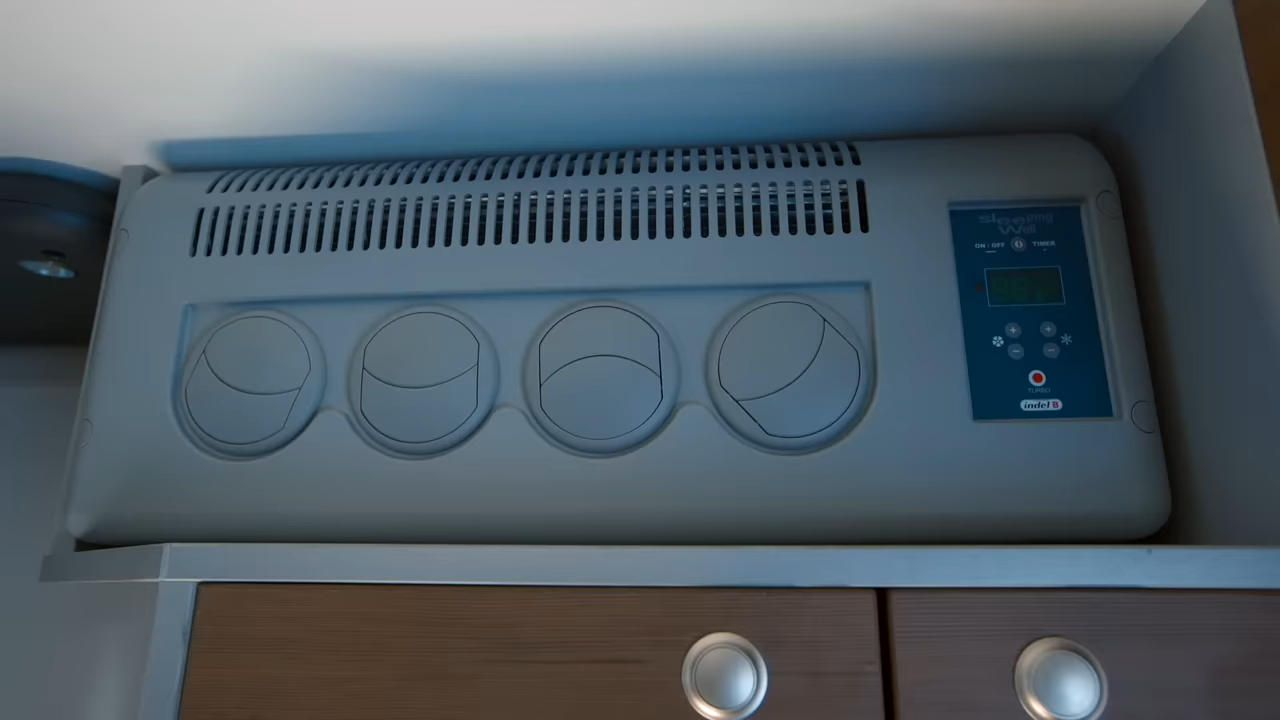 sleeping
Well
ON / OFF TIMER
TURBO
indel B